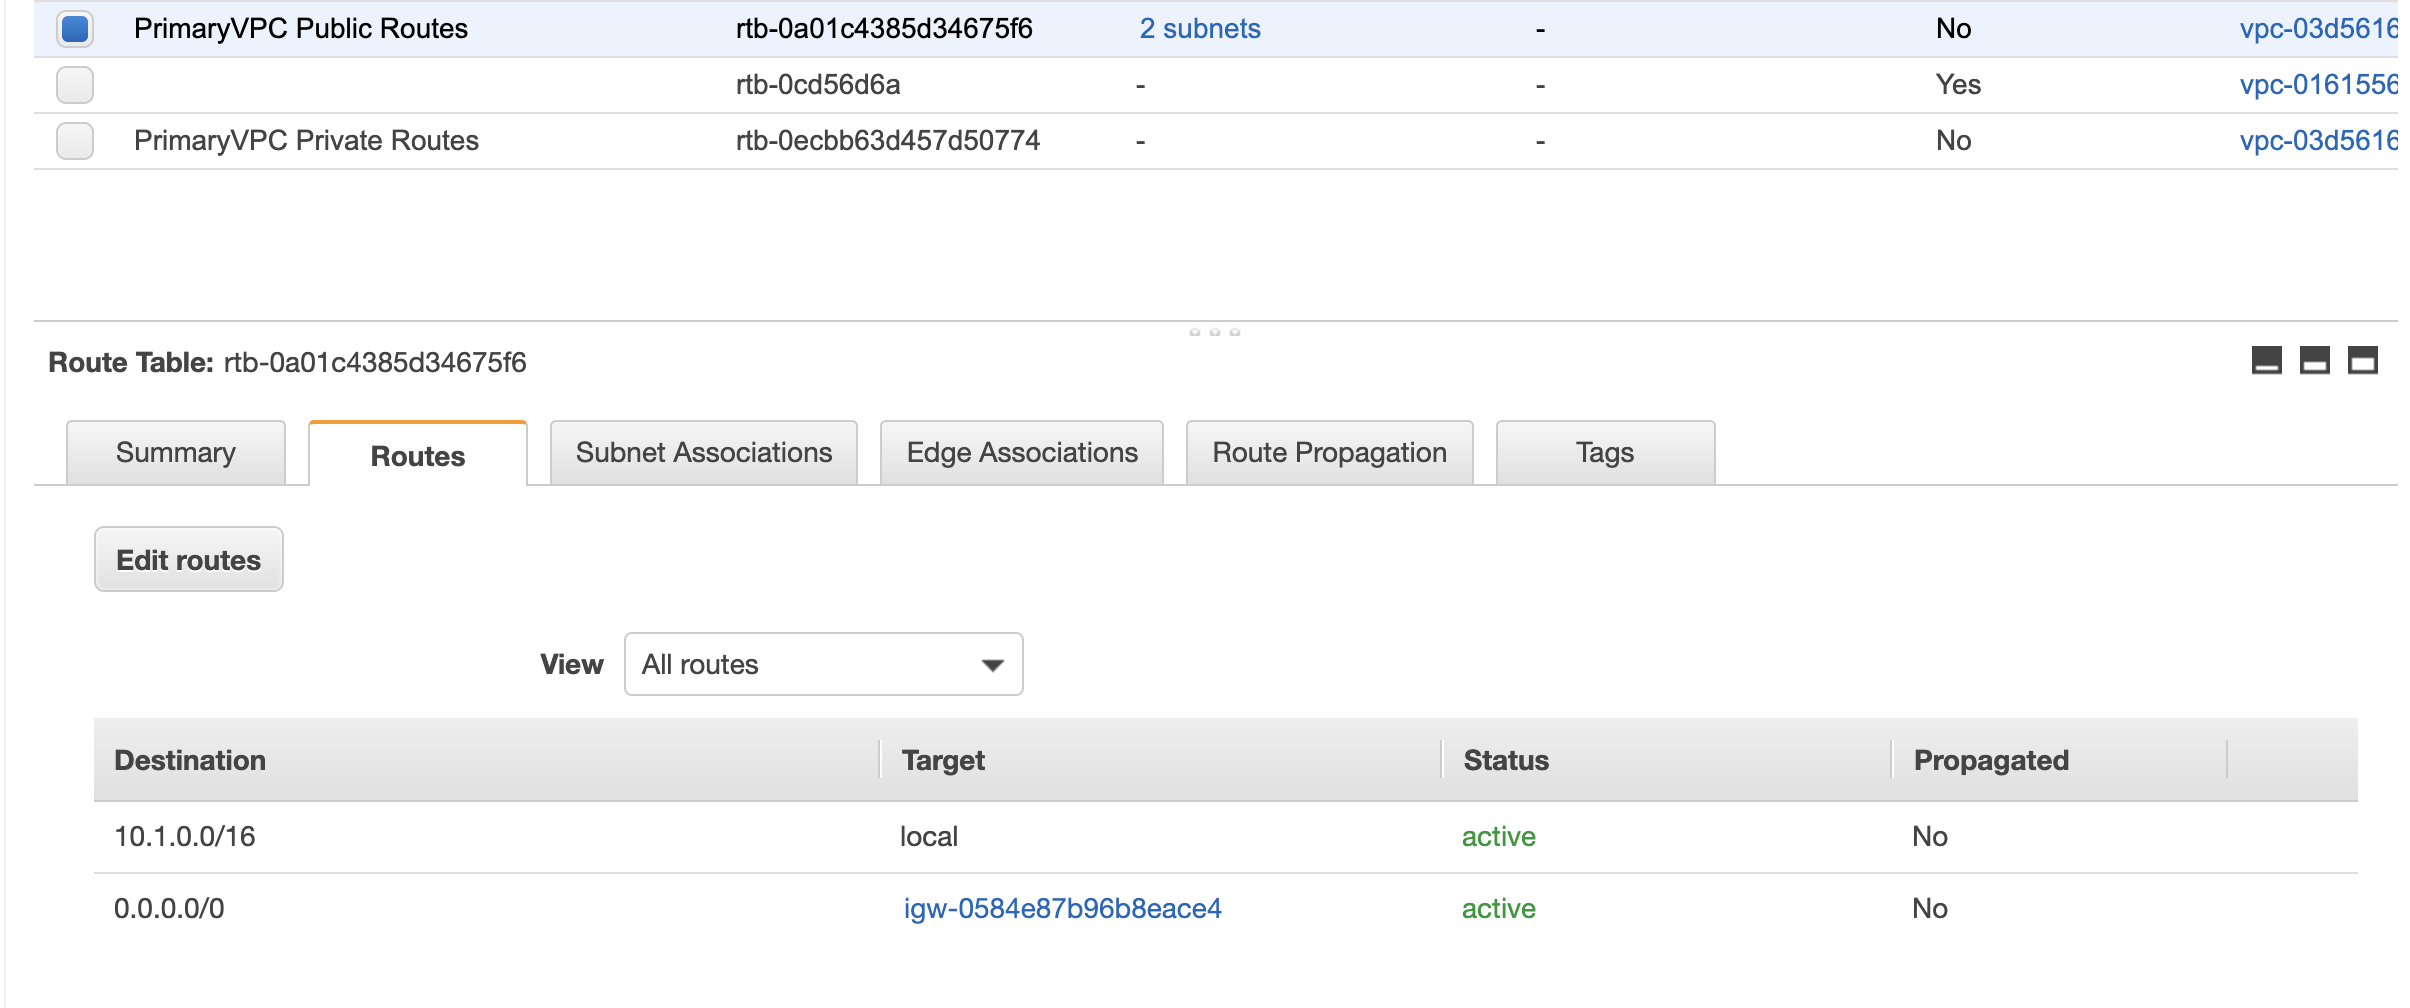 PrimaryVPC Public Routes rtb-0a01c4385d34675f6 2 subnets - No vpc-03d5616
rtb-0cd56d6a - - Yes vpc-0161556
PrimaryVPC Private Routes rtb-0ecbb63d457d50774 - - No vpc-03d5616
Route Table: rtb-0a01c4385d34675f6
Summary Routes Subnet Associations Edge Associations Route Propagation Tags
Edit routes
View All routes
Destination Target Status Propagated
10.1.0.0/16 local active No
0.0.0.0/0 igw-0584e87b96b8eace4 active No